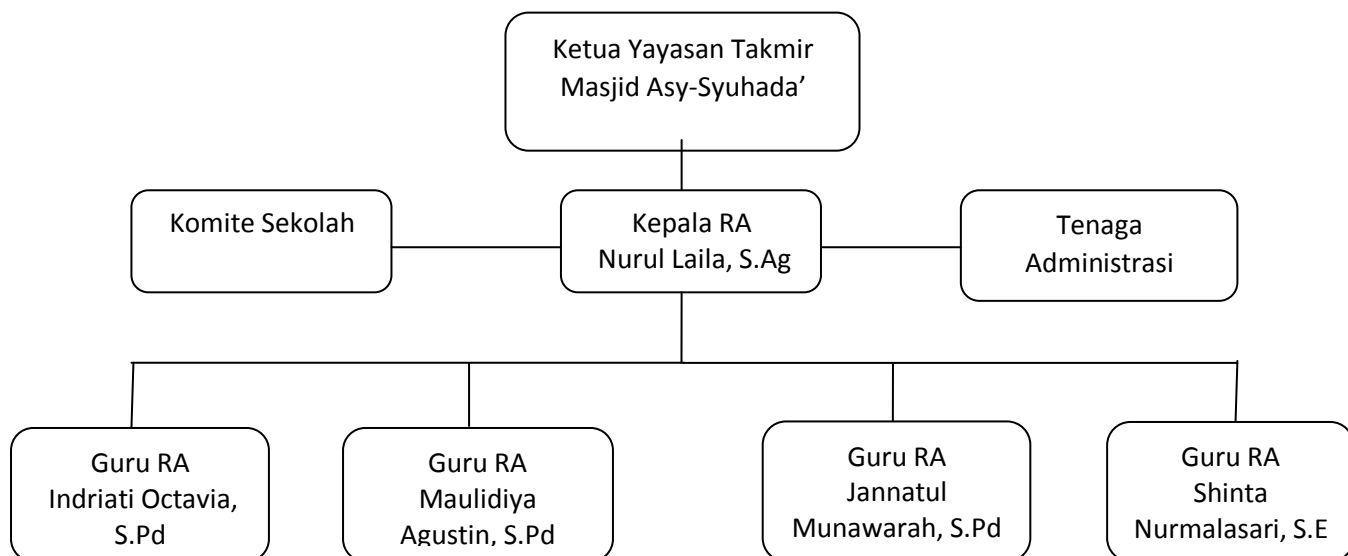 Ketua Yayasan Takmir
Masjid Asy-Syuhada’
Komite Sekolah
Kepala RA
Nurul Laila, S.Ag
Tenaga
Administrasi
Guru RA
Indriati Octavia,
S.Pd
Guru RA
Maulidiya
Agustin, S.Pd
Guru RA
Jannatul
Munawarah, S.Pd
Guru RA
Shinta
Nurmalasari, S.E